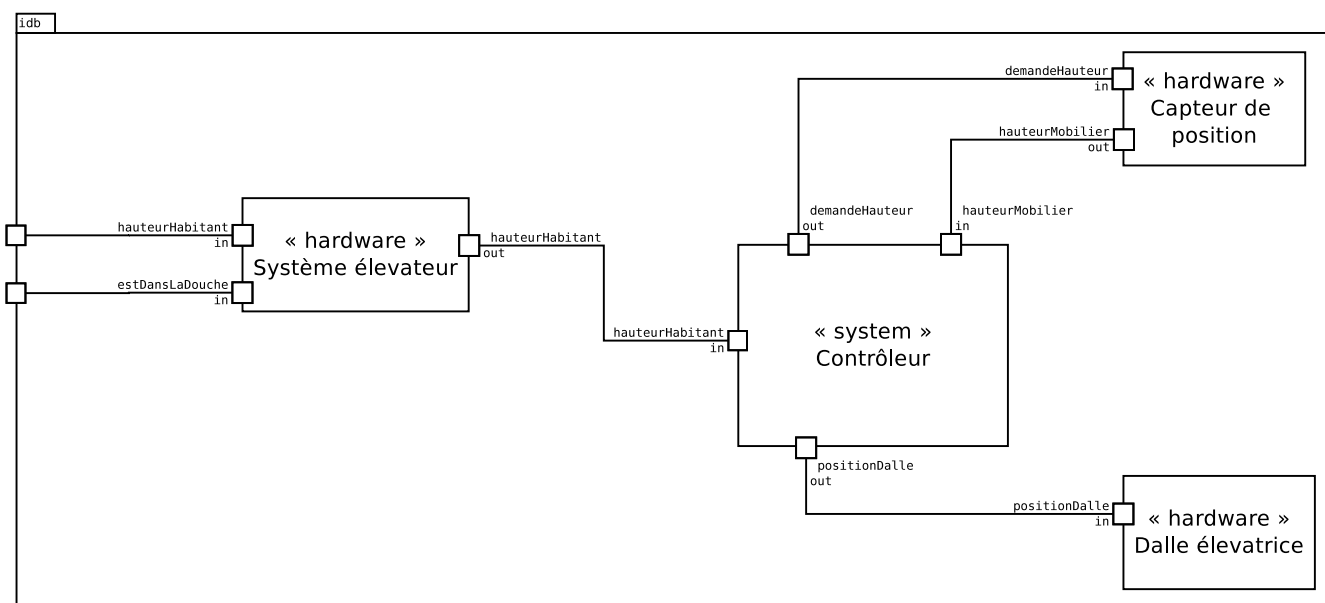 idb
demandeHauteur
in
« hardware »
Capteur de
position
hauteurMobilier
out
hauteurHabitant
in
estDansLaDouche
in
« hardware »
Système élevateur
hauteurHabitant
out
demandeHauteur
out
hauteurMobilier
in
hauteurHabitant
in
« system »
Contrôleur
positionDalle
out
positionDalle
in
« hardware »
Dalle élevatrice